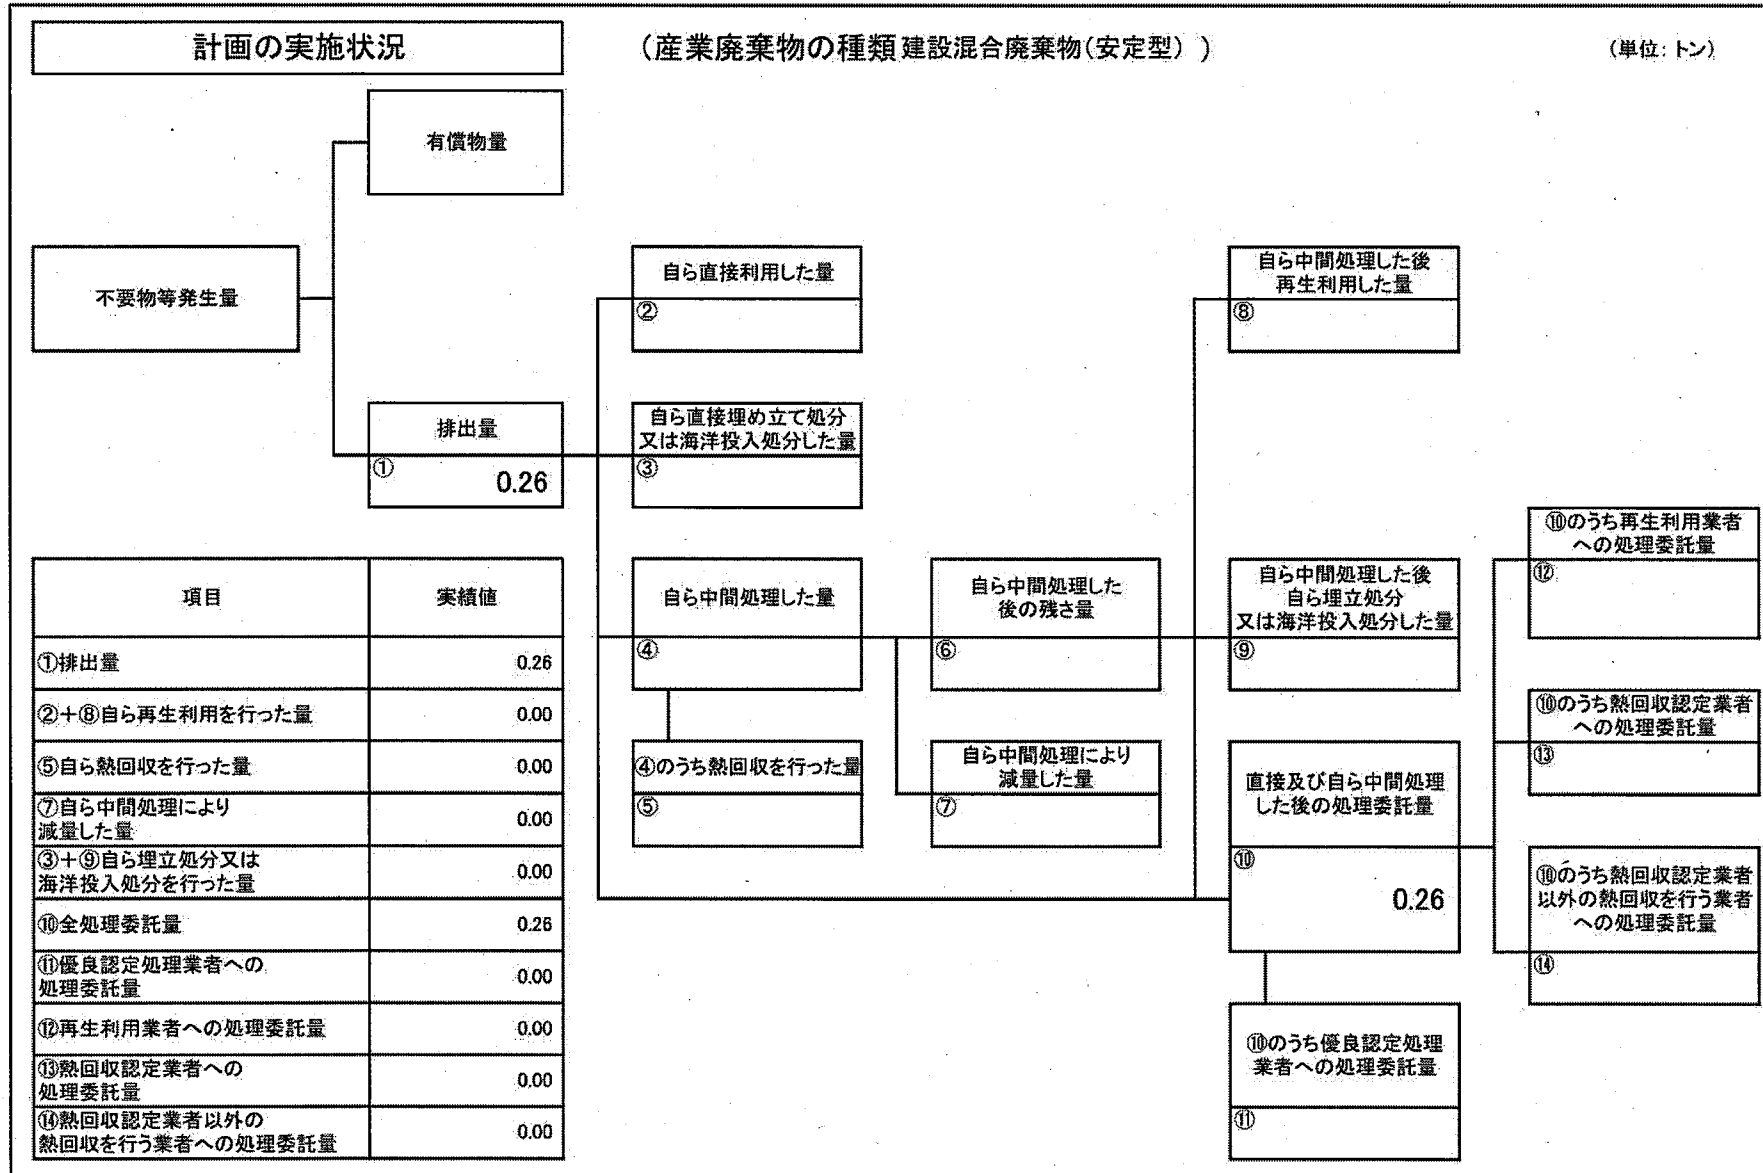 計画の実施状況
（産業廃棄物の種類 建設混合廃棄物（安定型） ）
（単位：トン）
有償物量
不要物等発生量
排出量
① 0.26
自ら直接利用した量
②
自ら直接埋め立て処分
又は海洋投入処分した量
③
自ら中間処理した量
④
④のうち熱回収を行った量
⑤
自ら中間処理した
後の残さ量
⑥
自ら中間処理により
減量した量
⑦
自ら中間処理した後
再生利用した量
⑧
自ら中間処理した後
自ら埋立処分
又は海洋投入処分した量
⑨
直接及び自ら中間処理
した後の処理委託量
⑩ 0.26
⑩のうち優良認定処理
業者への処理委託量
⑪
⑩のうち再生利用業者
への処理委託量
⑫
⑩のうち熱回収認定業者
への処理委託量
⑬
⑩のうち熱回収認定業者
以外の熱回収を行う業者
への処理委託量
⑭
項目 実績値
①排出量 0.26
②＋⑧自ら再生利用を行った量 0.00
⑤自ら熱回収を行った量 0.00
⑦自ら中間処理により
減量した量 0.00
③＋⑨自ら埋立処分又は
海洋投入処分を行った量 0.00
⑩全処理委託量 0.26
⑪優良認定処理業者への
処理委託量 0.00
⑫再生利用業者への処理委託量 0.00
⑬熱回収認定業者への
処理委託量 0.00
⑭熱回収認定業者以外の
熱回収を行う業者への処理委託量 0.00